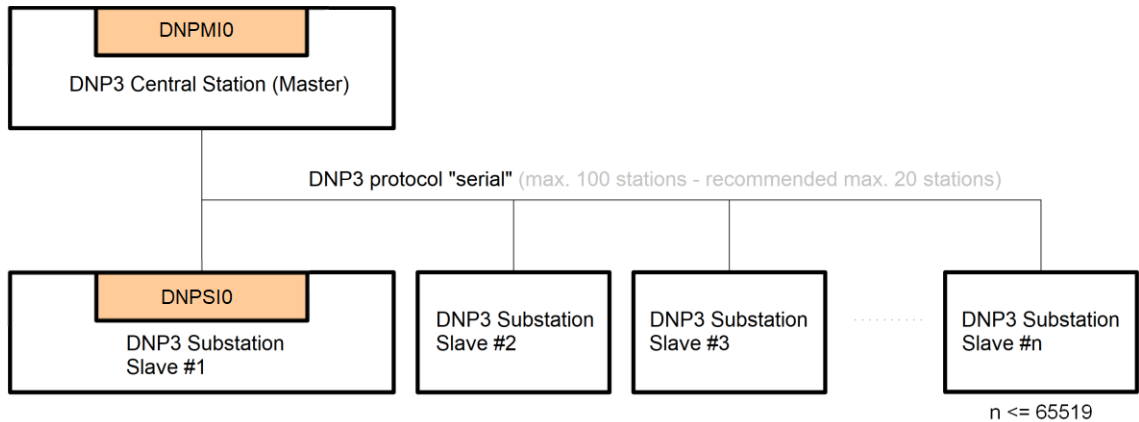 DNPMI0
DNP3 Central Station (Master)
DNP3 protocol "serial" (max. 100 stations - recommended max. 20 stations)
DNPSI0
DNP3 Substation
Slave #1
DNP3 Substation
Slave #2
DNP3 Substation
Slave #3
DNP3 Substation
Slave #n
n <= 65519